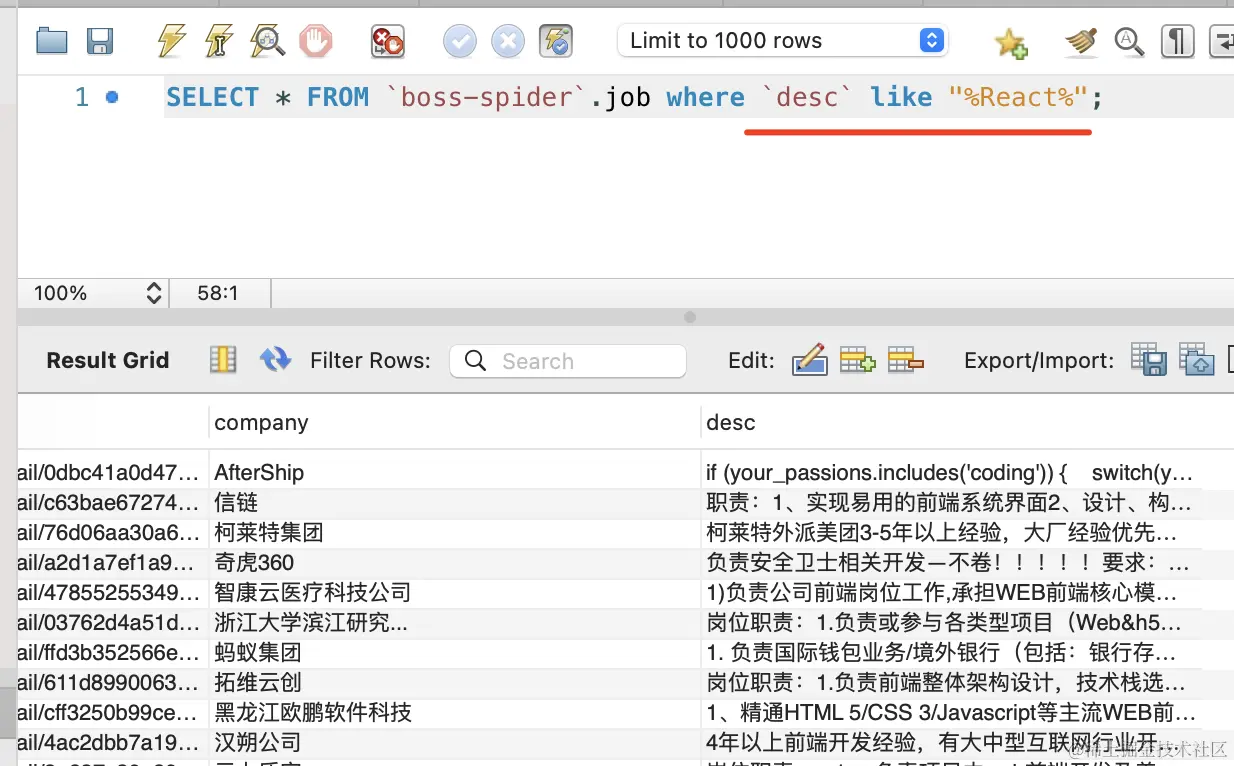 Limit to 1000 rows
1 SELECT * FROM `boss-spider`.job where `desc` like "%React%";
100% 58:1
Result Grid Filter Rows: Search Edit: Export/Import:
company desc
ail/0dbc41a0d47... AfterShip if (your_passions.includes('coding')) { switch(y...
ail/c63bae67274... 信链 职责：1、实现易用的前端系统界面2、设计、构...
ail/76d06aa30a6... 柯莱特集团 柯莱特外派美团3-5年以上经验，大厂经验优先...
ail/a2d1a7ef1a9... 奇虎360 负责安全卫士相关开发—不卷！！！！！要求：...
ail/47855255349... 智康云医疗科技公司 1)负责公司前端岗位工作,承担WEB前端核心模...
ail/03762d4a51d... 浙江大学滨江研究... 岗位职责：1.负责或参与各类型项目（Web&h5...
ail/ffd3b352566e... 蚂蚁集团 1. 负责国际钱包业务/境外银行（包括：银行存...
ail/611d8990063... 拓维云创 岗位职责：1.负责前端整体架构设计，技术栈选...
ail/cff3250b99ce... 黑龙江欧鹏软件科技 1、精通HTML 5/CSS 3/Javascript等主流WEB前...
ail/4ac2dbb7a19... 汉朔公司 4年以上前端开发经验，有大中型互联网行业开...
@稀土掘金技术社区